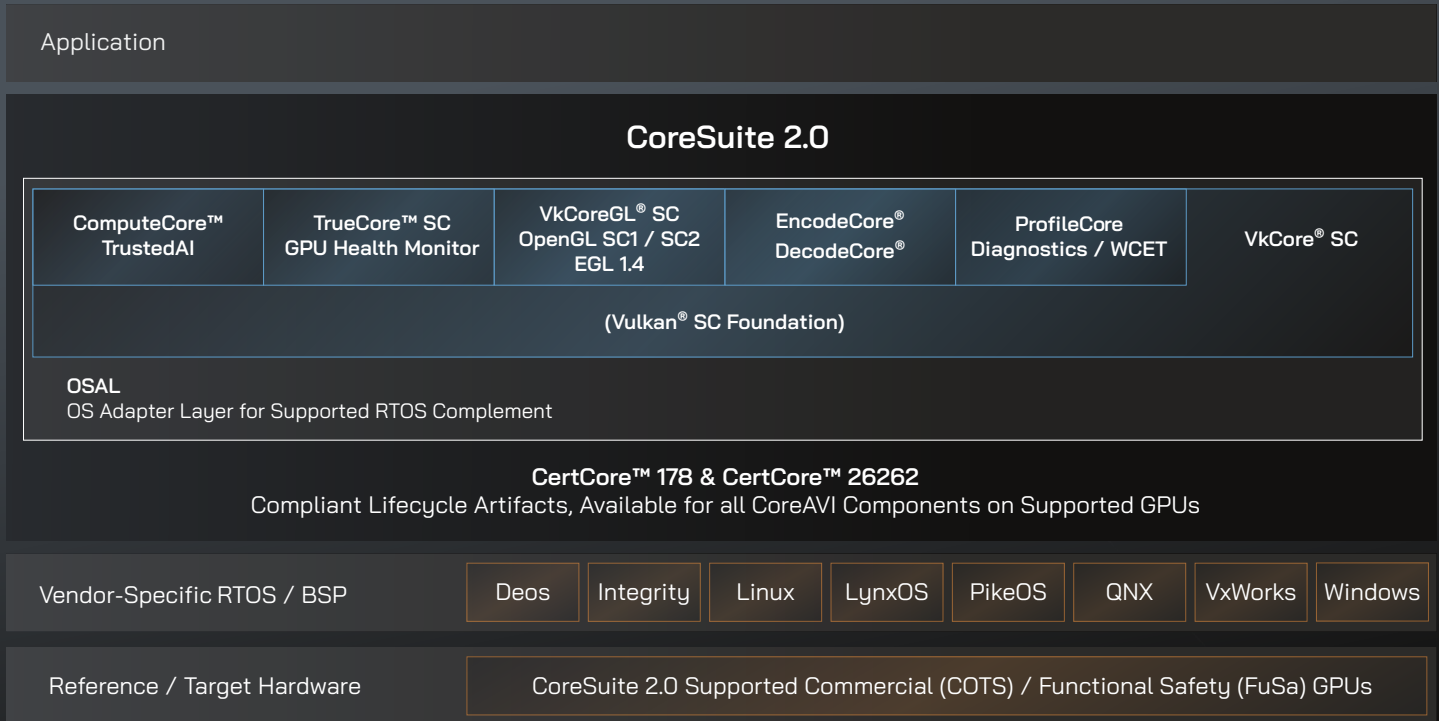 Application
CoreSuite 2.0
ComputeCore™
TrustedAI
TrueCore™ SC
GPU Health Monitor
VkCoreGL® SC
OpenGL SC1 / SC2
EGL 1.4
EncodeCore®
DecodeCore®
ProfileCore
Diagnostics / WCET
VkCore® SC
(Vulkan® SC Foundation)
OSAL
OS Adapter Layer for Supported RTOS Complement
CertCore™ 178 & CertCore™ 26262
Compliant Lifecycle Artifacts, Available for all CoreAVI Components on Supported GPUs
Vendor-Specific RTOS / BSP
Deos
Integrity
Linux
LynxOS
PikeOS
QNX
VxWorks
Windows
Reference / Target Hardware
CoreSuite 2.0 Supported Commercial (COTS) / Functional Safety (FuSa) GPUs